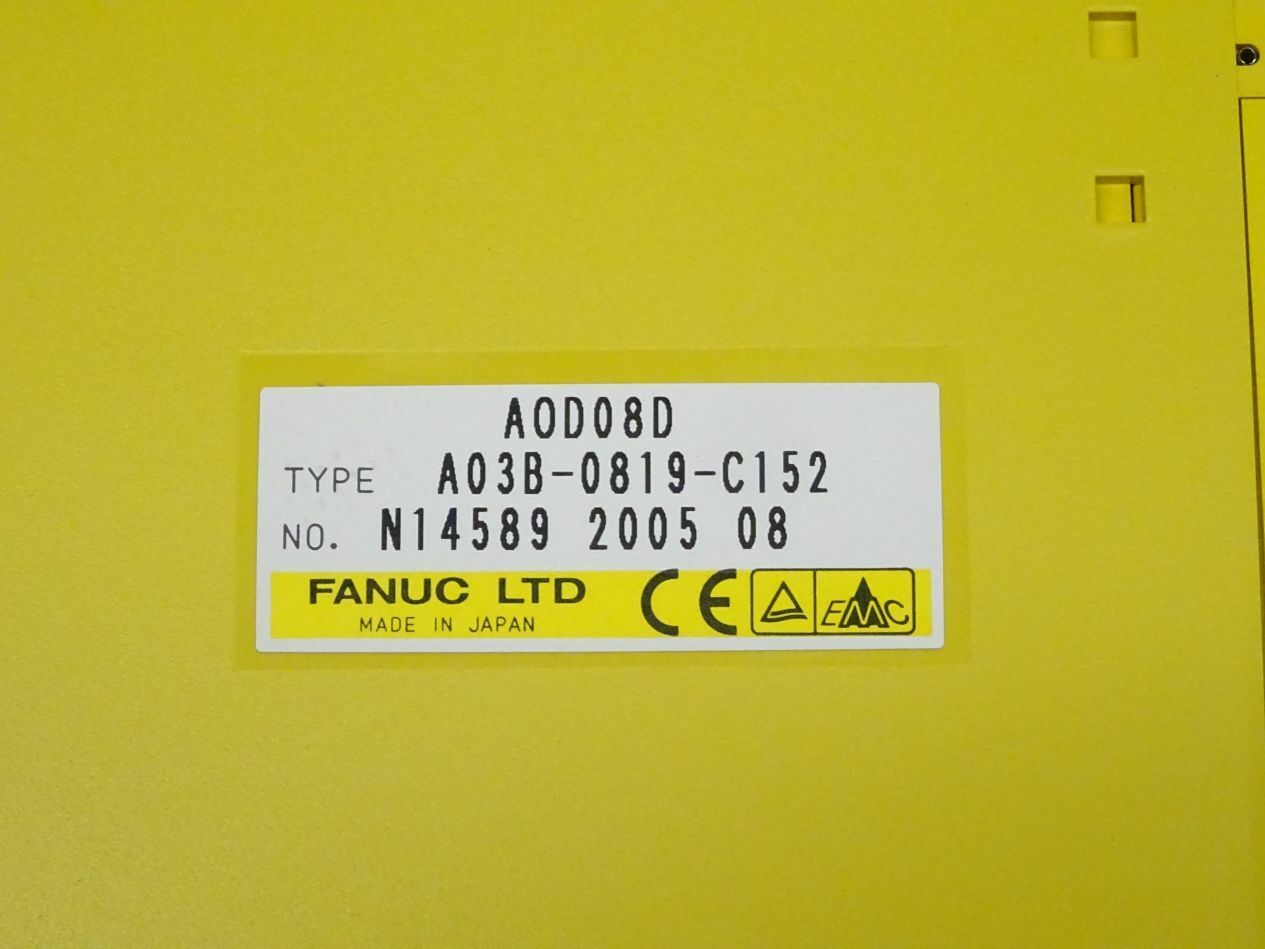 AOD08D
TYPE A03B-0819-C152
NO. N14589 2005 08
FANUC LTD
MADE IN JAPAN
CE
EMC